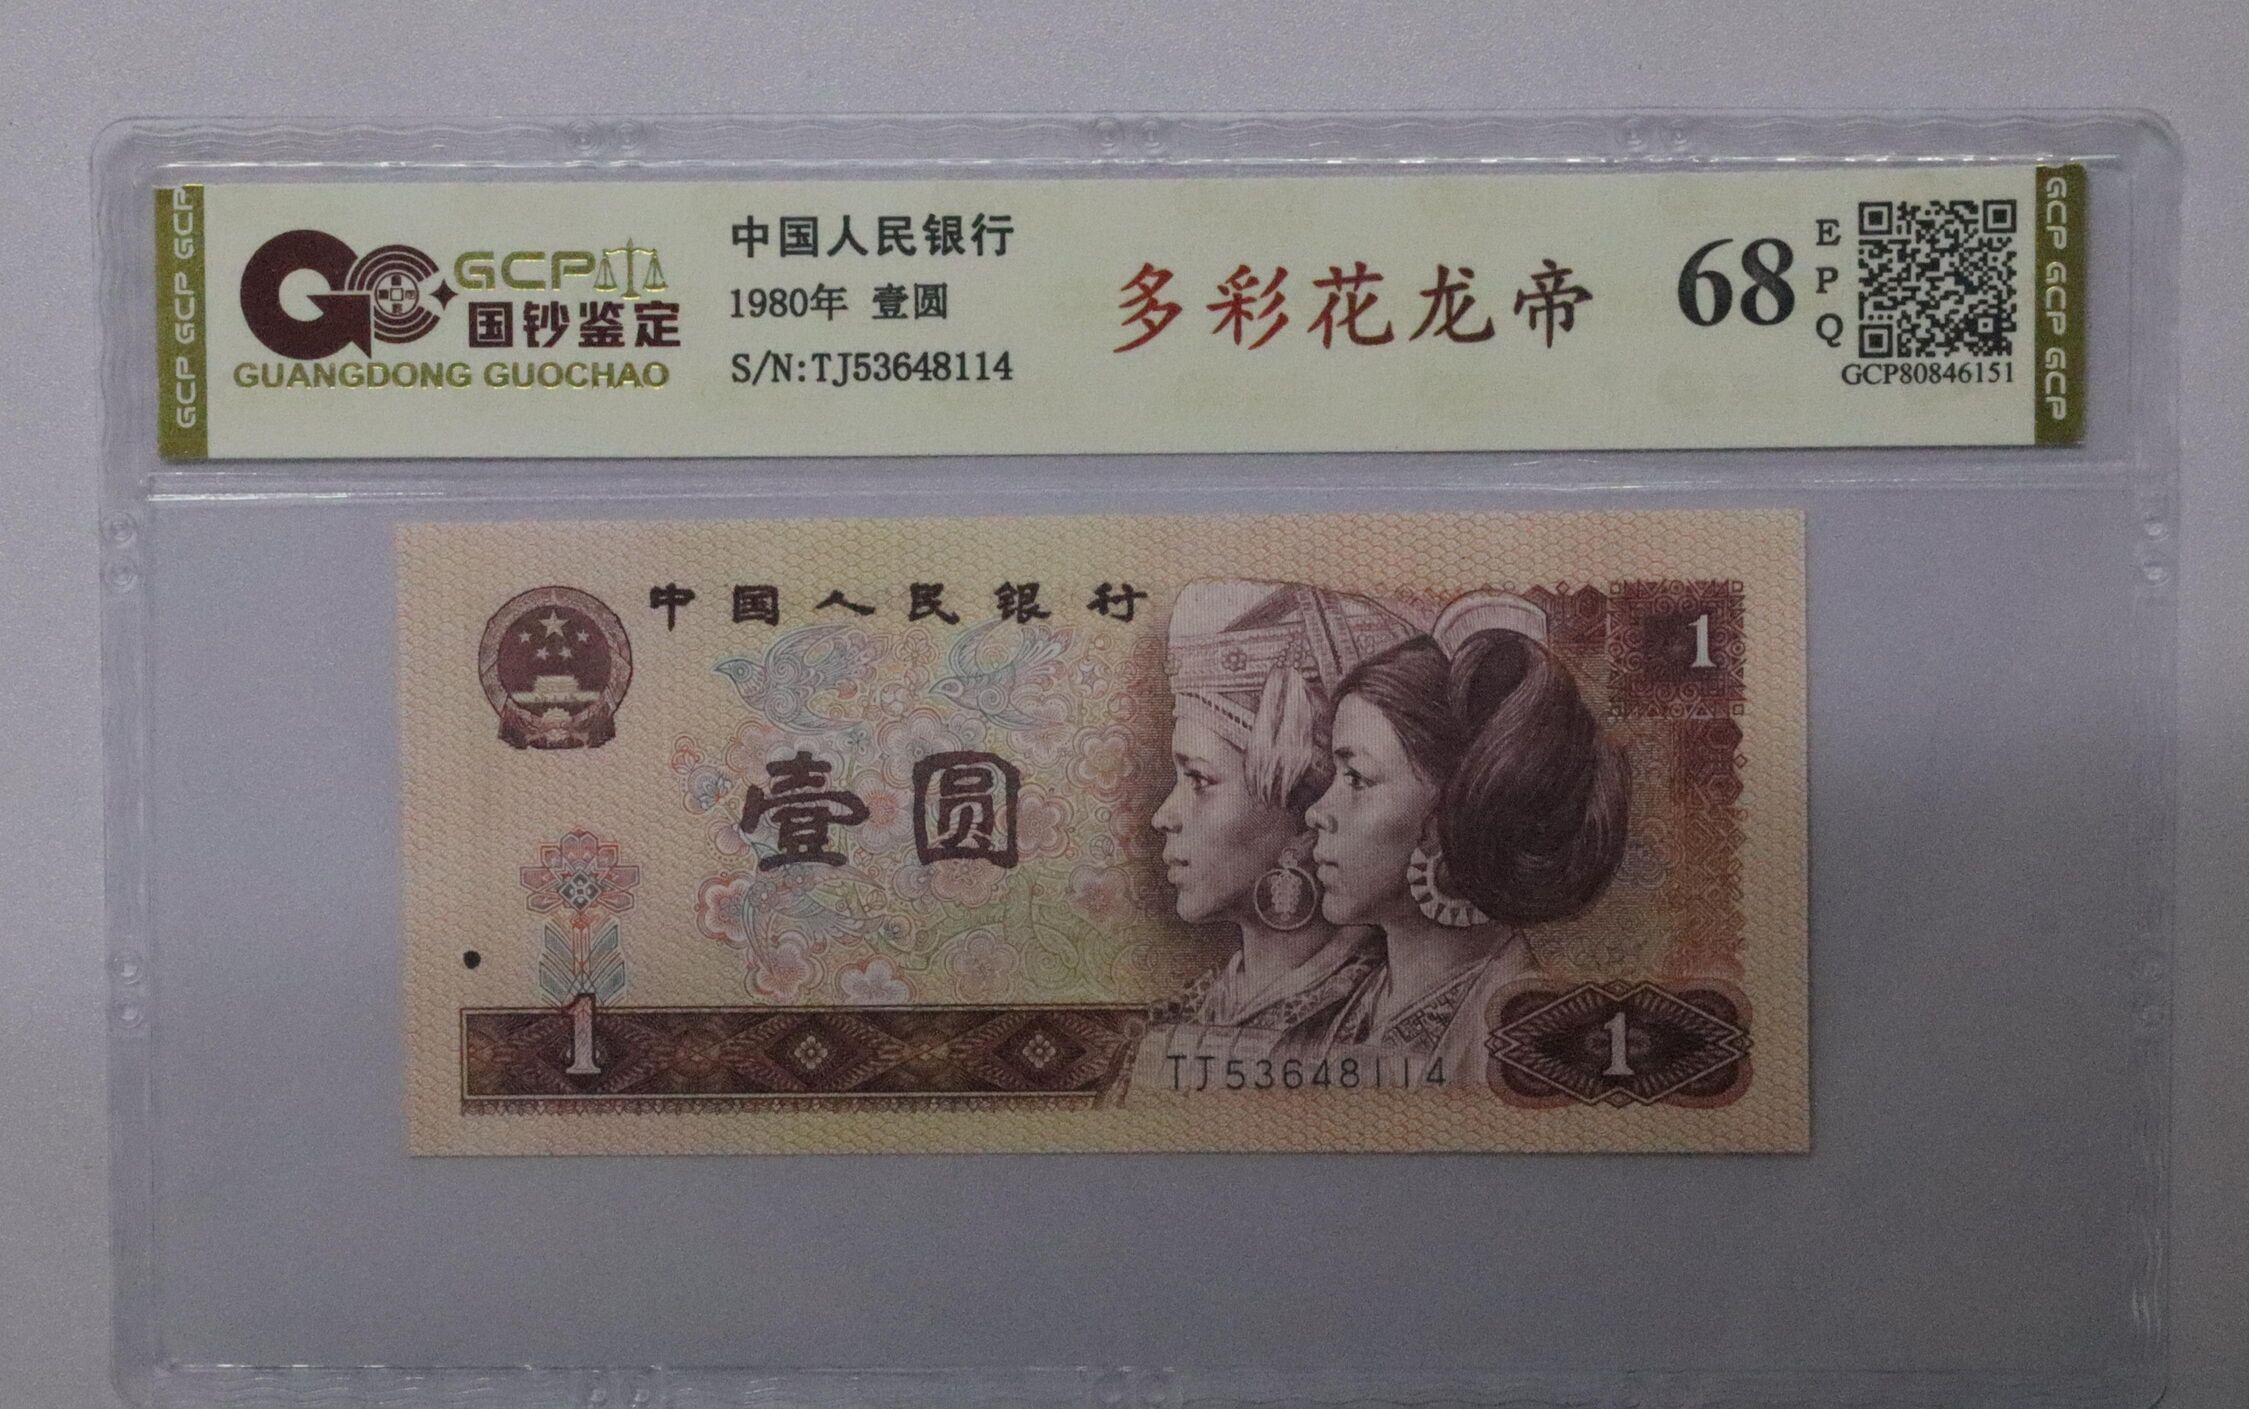 GCP GCP GCP
GCP
国钞鉴定
GUANGDONG GUOCHAO
中国人民银行
1980年 壹圆
S/N:TJ53648114
多彩花龙帝
68
E
P
Q
GCP80846151
GCP GCP GCP
中国人民银行
1
壹圆
1
1
TJ53648114